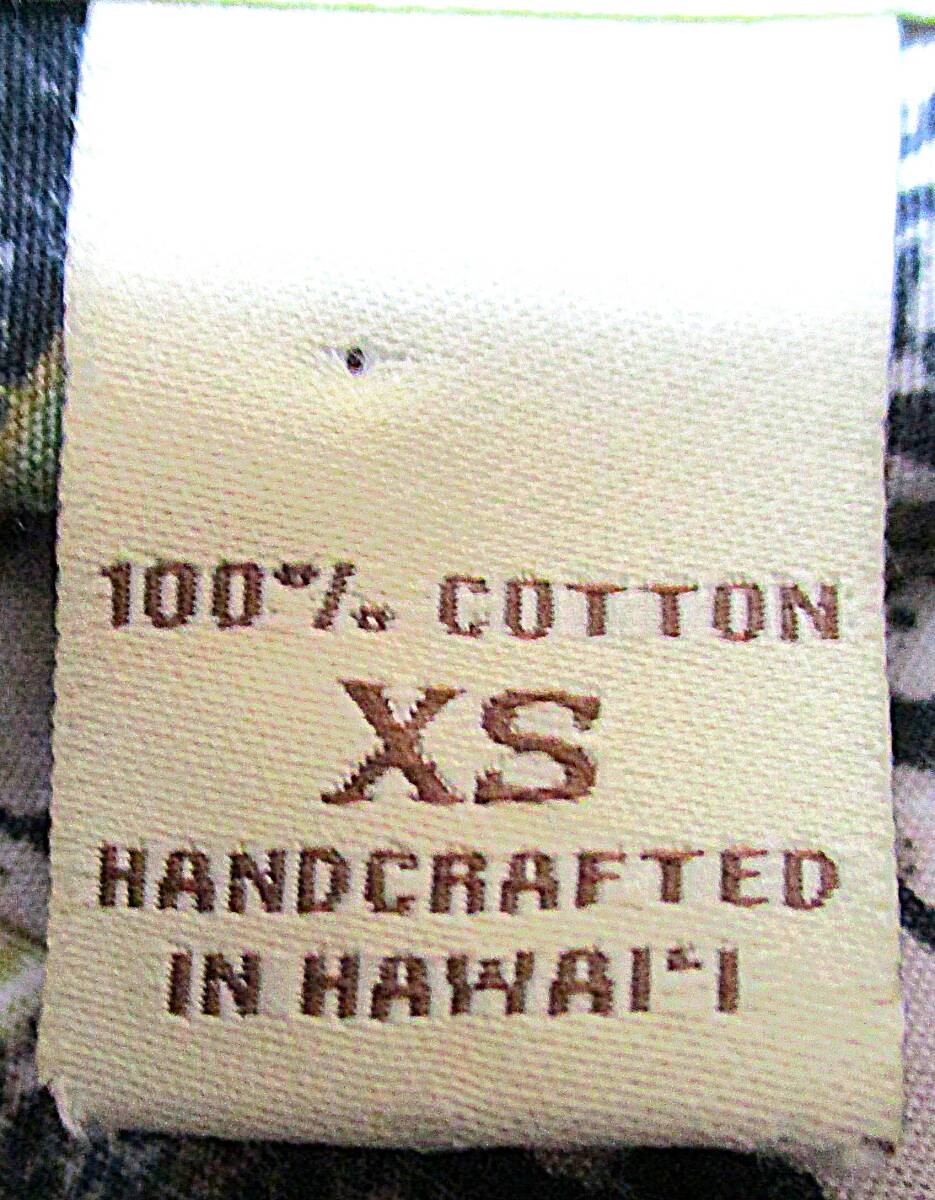 100% COTTON
XS
HANDCRAFTED
IN HAWAI‘I